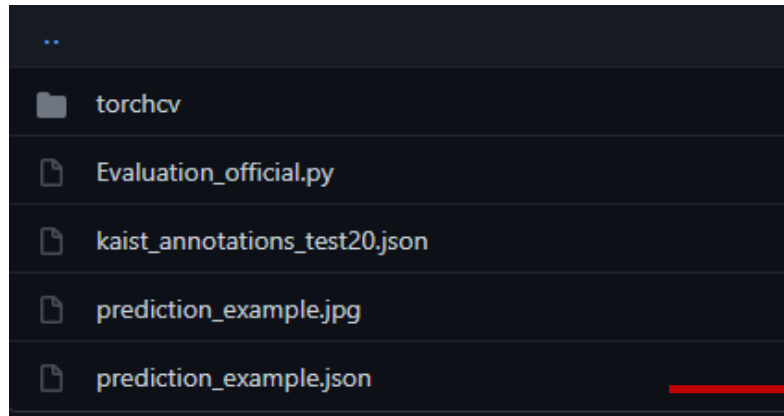 ..
torchcv
Evaluation_official.py
kaist_annotations_test20.json
prediction_example.jpg
prediction_example.json